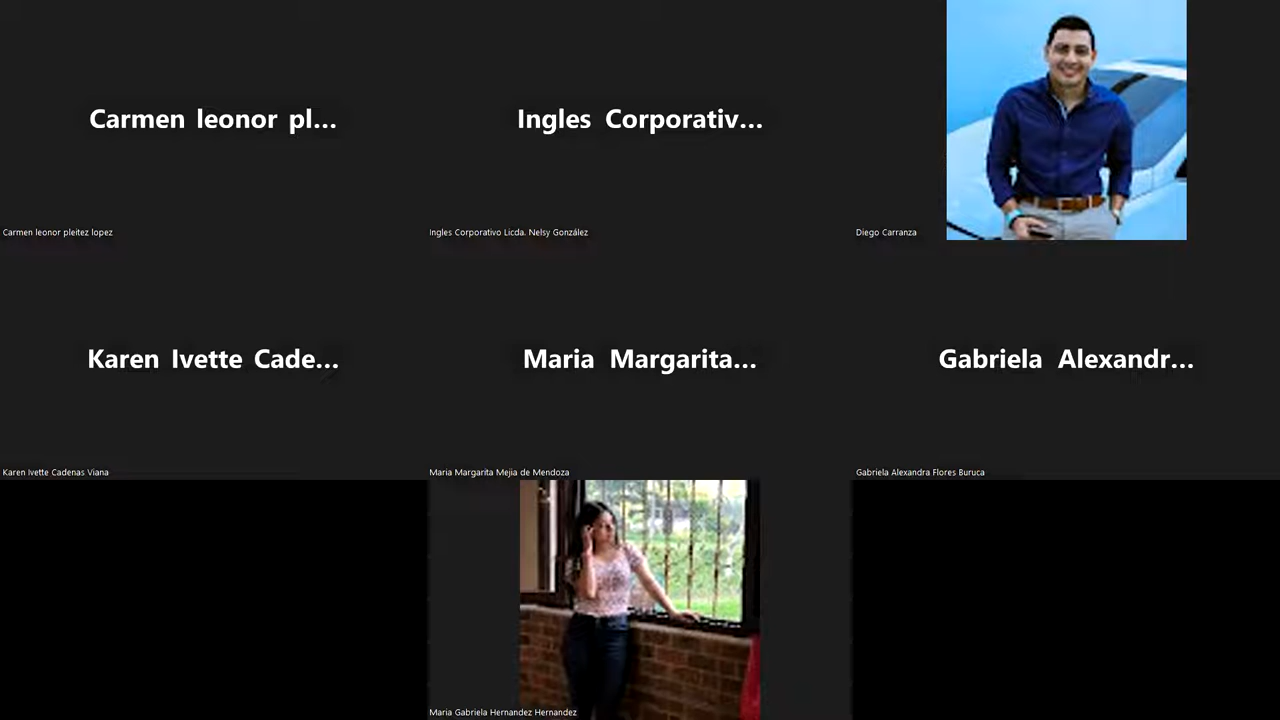 Carmen leonor pl...
Ingles Corporativ...
Carmen leonor pleitez lopez
Ingles Corporativo Licda. Nelsy González
Diego Carranza
Karen Ivette Cade...
Maria Margarita...
Gabriela Alexandr...
Karen Ivette Cadenas Viana
Maria Margarita Mejia de Mendoza
Gabriela Alexandra Flores Buruca
Maria Gabriela Hernandez Hernandez